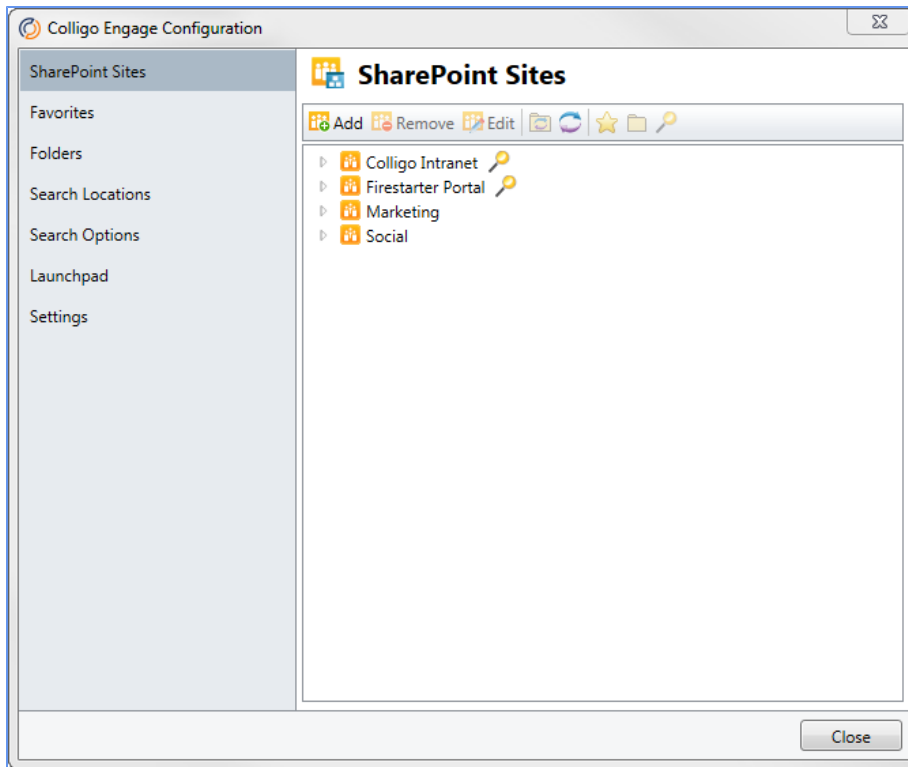 Colligo Engage Configuration
SharePoint Sites
Favorites
Folders
Search Locations
Search Options
Launchpad
Settings
SharePoint Sites
Add Remove Edit
Colligo Intranet
Firestarter Portal
Marketing
Social
Close